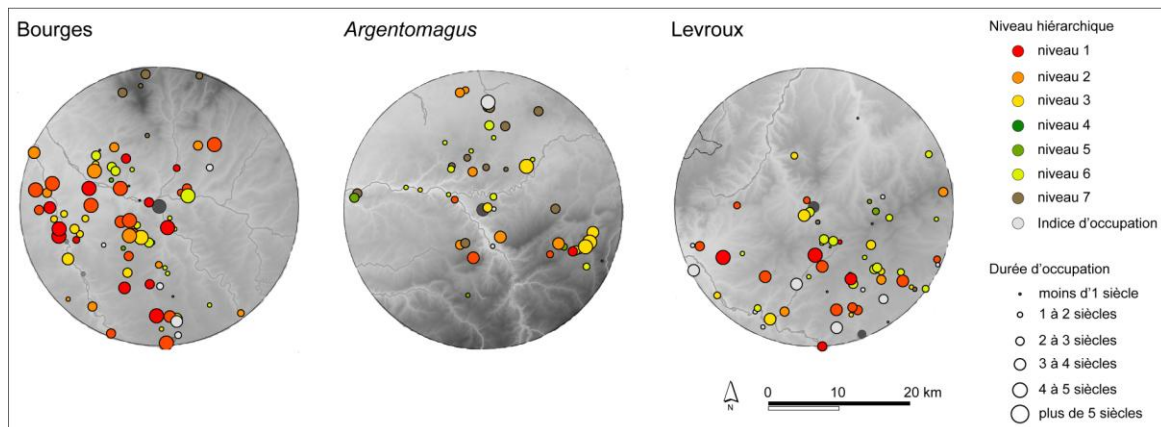 Bourges
Argentomagus
Levroux
Niveau hiérarchique
niveau 1
niveau 2
niveau 3
niveau 4
niveau 5
niveau 6
niveau 7
Indice d'occupation
Durée d'occupation
moins d'1 siècle
1 à 2 siècles
2 à 3 siècles
3 à 4 siècles
4 à 5 siècles
plus de 5 siècles
N
0 10 20 km